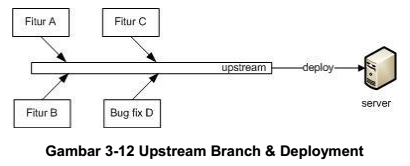 Fitur A
Fitur C
upstream
deploy
server
Fitur B
Bug fix D
Gambar 3-12 Upstream Branch & Deployment